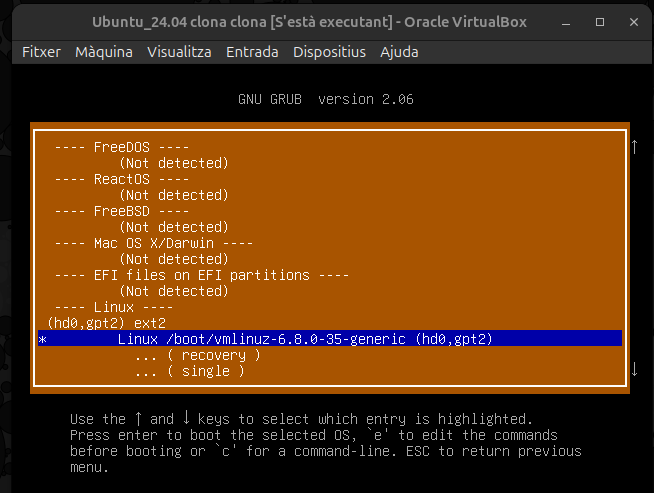 Ubuntu_24.04 clona clona [S'està executant] - Oracle VirtualBox
Fitxer Màquina Visualitza Entrada Dispositius Ajuda
GNU GRUB version 2.06
---- FreeDOS ----
(Not detected)
---- ReactOS ----
(Not detected)
---- FreeBSD ----
(Not detected)
---- Mac OS X/Darwin ----
(Not detected)
---- EFI files on EFI partitions ----
(Not detected)
---- Linux ----
(hd0,gpt2) ext2
* Linux /boot/vmlinuz-6.8.0-35-generic (hd0,gpt2)
... ( recovery )
... ( single )
Use the ↑ and ↓ keys to select which entry is highlighted.
Press enter to boot the selected OS, `e' to edit the commands
before booting or `c' for a command-line. ESC to return previous
menu.